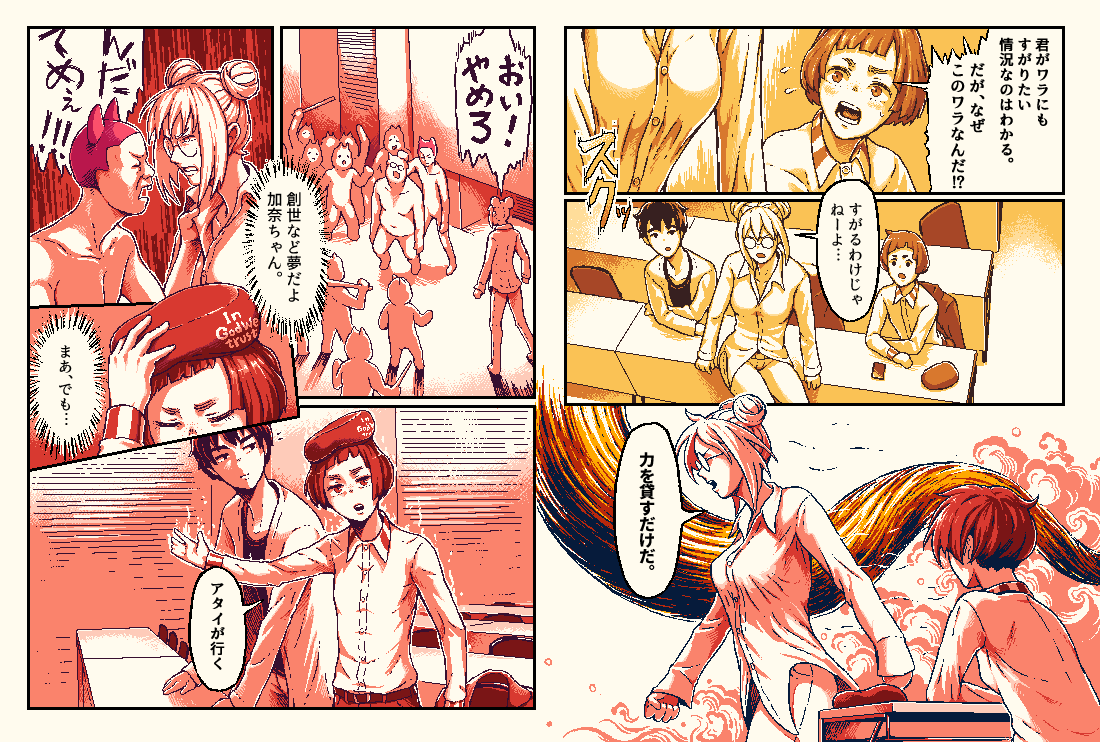 君がワラにも
すがりたい
情況なのはわかる。
だが、なぜ
このワラなんだ!?
スクッ
すがるわけじゃ
ねーよ…
力を貸すだけだ。
おい!
やめろ
んだ
てめぇ!!!
創世など夢だよ
加奈ちゃん。
In
God We
trust
まあ、でも…
In
God We
アタイが行く